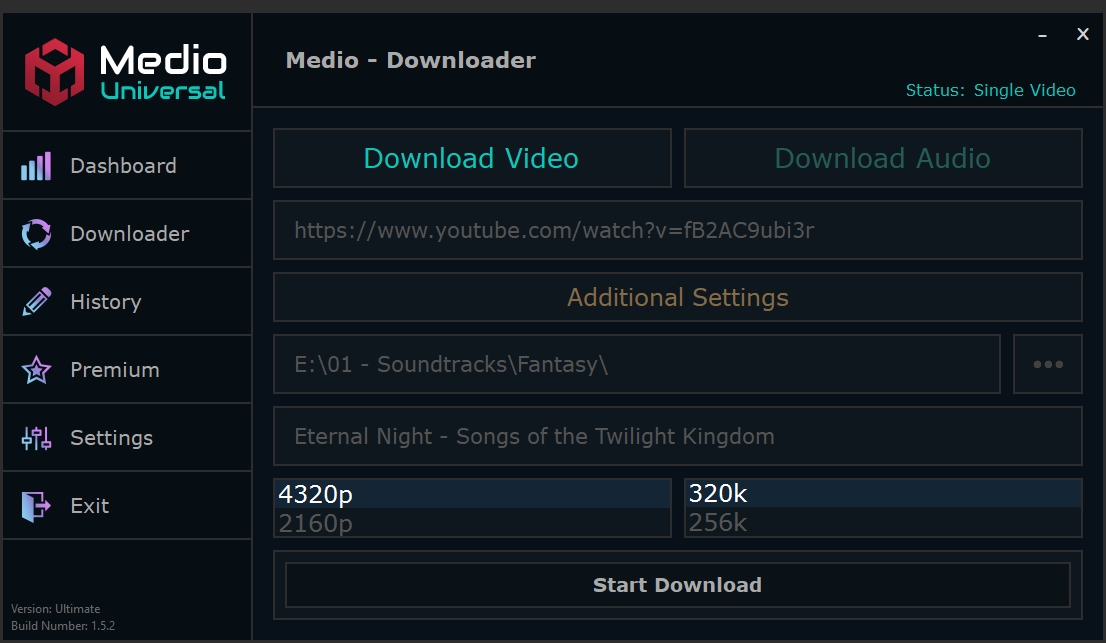 Medio
Universal
Medio - Downloader
Status: Single Video
Dashboard
Downloader
History
Premium
Settings
Exit
Version: Ultimate
Build Number: 1.5.2
Download Video
Download Audio
https://www.youtube.com/watch?v=fB2AC9ubi3r
Additional Settings
E:\01 - Soundtracks\Fantasy\
Eternal Night - Songs of the Twilight Kingdom
4320p
2160p
320k
256k
Start Download